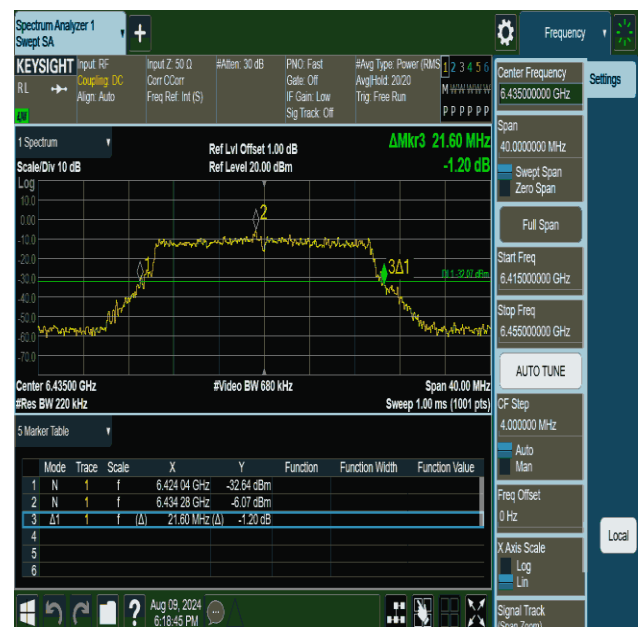 Spectrum Analyzer 1
Swept SA
Frequency
KEYSIGHT
RL
Input: RF
Coupling: DC
Align: Auto
Input Z: 50 Ω
Corr CCorr
Freq Ref: Int (S)
#Atten: 30 dB
PNO: Fast
Gate: Off
IF Gain: Low
Sig Track: Off
#Avg Type: Power (RMS
Avg|Hold: 20/20
Trig: Free Run
1 2 3 4 5 6
M W W W W W
P P P P P P
1 Spectrum
Scale/Div 10 dB
Ref Lvl Offset 1.00 dB
Ref Level 20.00 dBm
ΔMkr3 21.60 MHz
-1.20 dB
Log
10.0
0.00
-10.0
-20.0
-30.0
-40.0
-50.0
-60.0
-70.0
1
2
3Δ1
DL1 -32.07 dBm
Center 6.43500 GHz
#Res BW 220 kHz
#Video BW 680 kHz
Span 40.00 MHz
Sweep 1.00 ms (1001 pts)
5 Marker Table
Mode Trace Scale X Y Function Function Width Function Value
1 N 1 f 6.424 04 GHz -32.64 dBm
2 N 1 f 6.434 28 GHz -6.07 dBm
3 Δ1 1 f (Δ) 21.60 MHz (Δ) -1.20 dB
4
5
6
Aug 09, 2024
6:18:45 PM
Center Frequency
6.435000000 GHz
Settings
Span
40.0000000 MHz
Swept Span
Zero Span
Full Span
Start Freq
6.415000000 GHz
Stop Freq
6.455000000 GHz
AUTO TUNE
CF Step
4.000000 MHz
Auto
Man
Freq Offset
0 Hz
X Axis Scale
Log
Lin
Local
Signal Track
(Span Zoom)